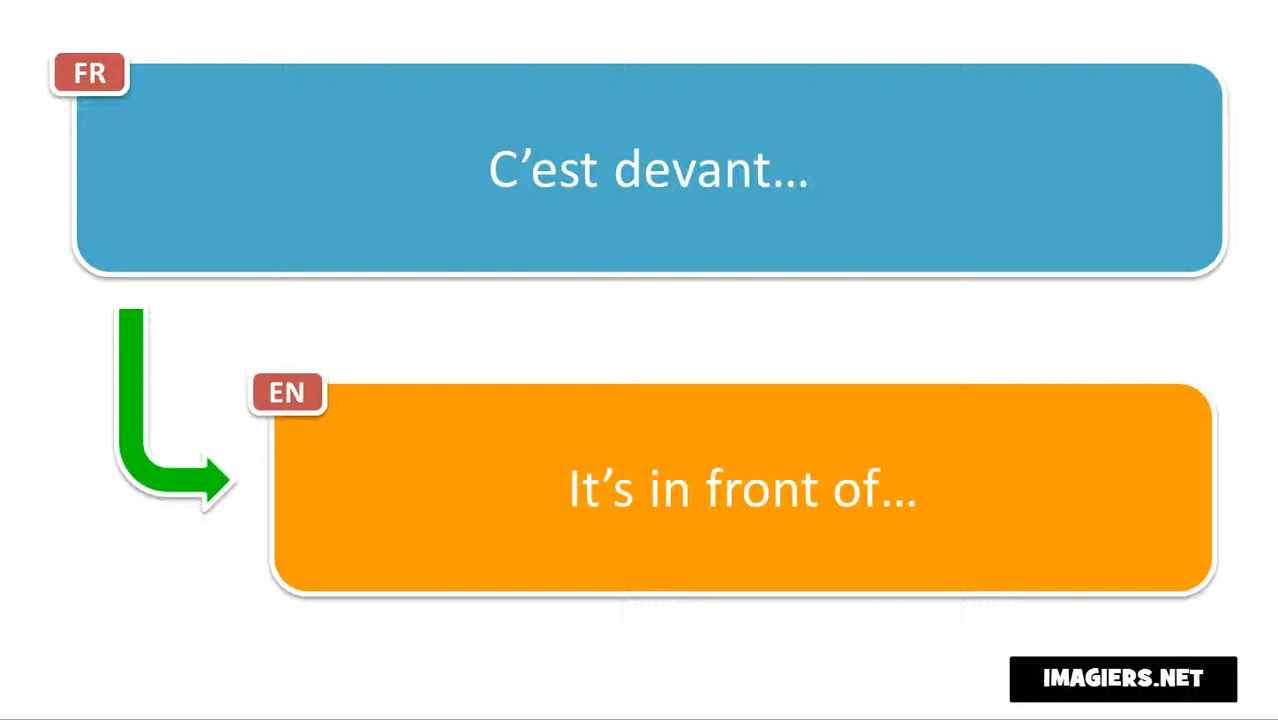 FR
C’est devant…
EN
It’s in front of…
IMAGIERS.NET